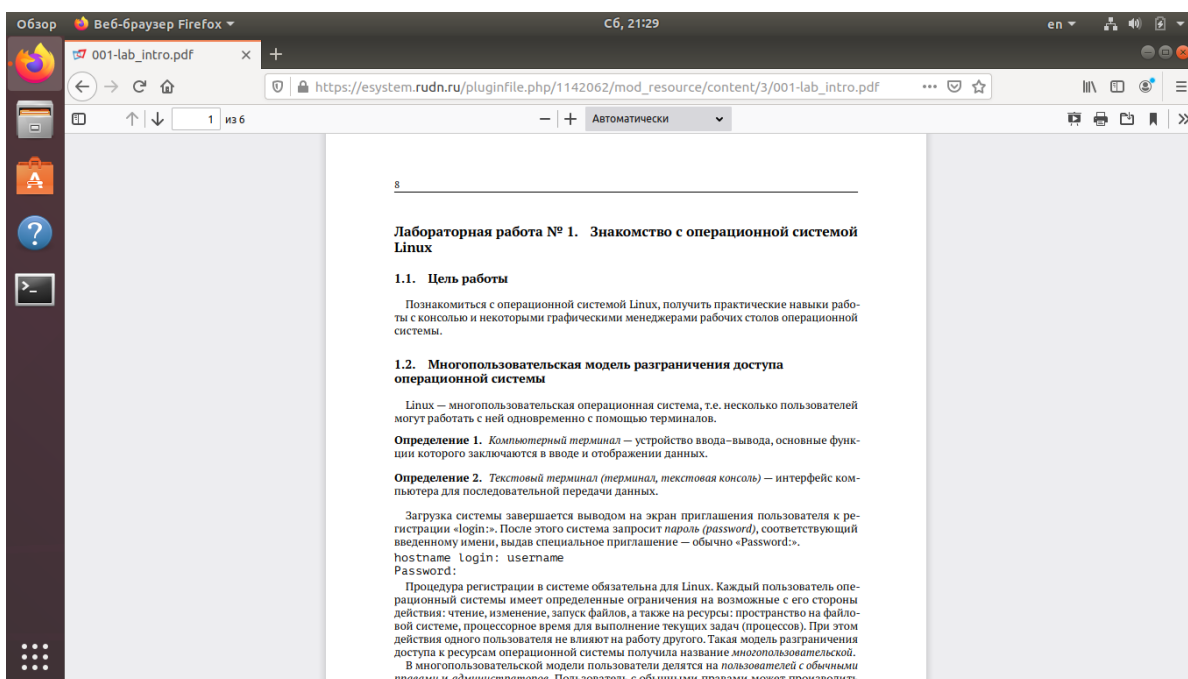 Обзор Веб-браузер Firefox Сб, 21:29 en
001-lab_intro.pdf
https://esystem.rudn.ru/pluginfile.php/1142062/mod_resource/content/3/001-lab_intro.pdf
1 из 6 Автоматически
8
Лабораторная работа № 1. Знакомство с операционной системой
Linux
1.1. Цель работы
Познакомиться с операционной системой Linux, получить практические навыки рабо-
ты с консолью и некоторыми графическими менеджерами рабочих столов операционной
системы.
1.2. Многопользовательская модель разграничения доступа
операционной системы
Linux — многопользовательская операционная система, т.е. несколько пользователей
могут работать с ней одновременно с помощью терминалов.
Определение 1. Компьютерный терминал — устройство ввода–вывода, основные функ-
ции которого заключаются в вводе и отображении данных.
Определение 2. Текстовый терминал (терминал, текстовая консоль) — интерфейс ком-
пьютера для последовательной передачи данных.
Загрузка системы завершается выводом на экран приглашения пользователя к ре-
гистрации «login:». После этого система запросит пароль (password), соответствующий
введенному имени, выдав специальное приглашение — обычно «Password:».
hostname login: username
Password:
Процедура регистрации в системе обязательна для Linux. Каждый пользователь опе-
рационный системы имеет определенные ограничения на возможные с его стороны
действия: чтение, изменение, запуск файлов, а также на ресурсы: пространство на файло-
вой системе, процессорное время для выполнение текущих задач (процессов). При этом
действия одного пользователя не влияют на работу другого. Такая модель разграничения
доступа к ресурсам операционной системы получила название многопользовательской.
В многопользовательской модели пользователи делятся на пользователей с обычными
правами и администраторов. Пользователь с обычными правами может производить